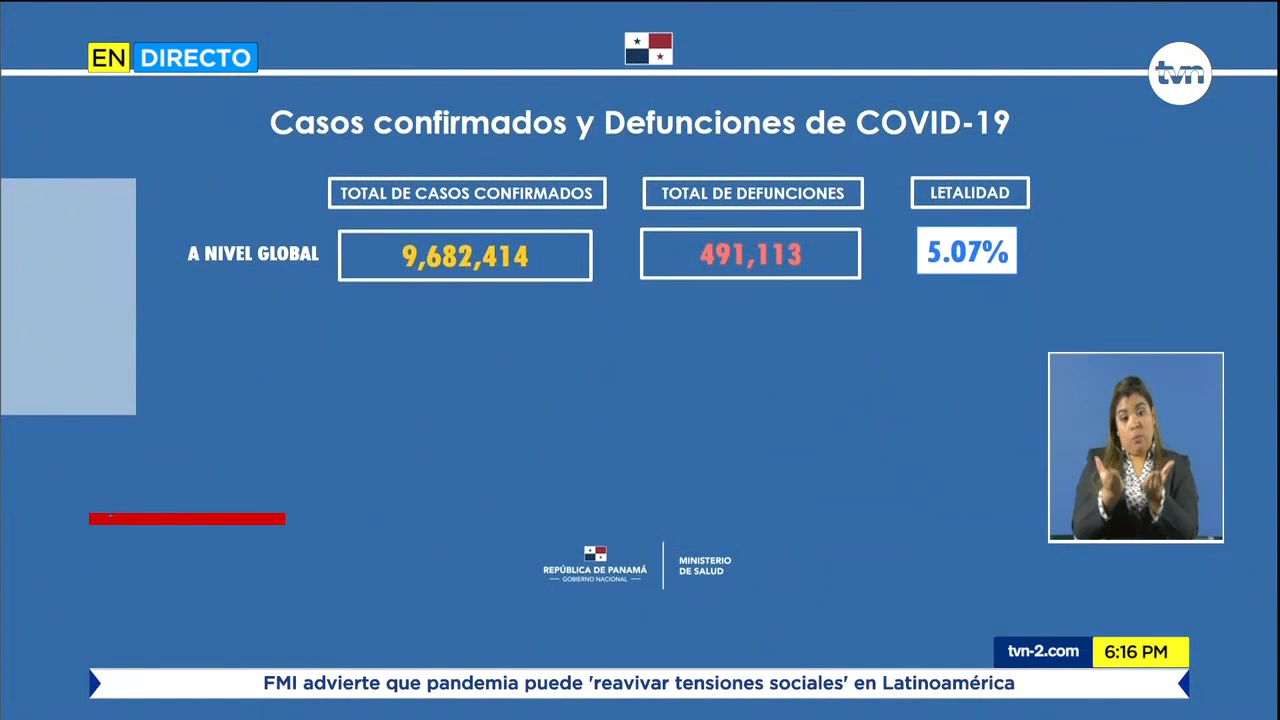 EN DIRECTO
tvn
Casos confirmados y Defunciones de COVID-19
TOTAL DE CASOS CONFIRMADOS
TOTAL DE DEFUNCIONES
LETALIDAD
A NIVEL GLOBAL
9,682,414
491,113
5.07%
REPÚBLICA DE PANAMÁ
— GOBIERNO NACIONAL —
MINISTERIO
DE SALUD
tvn-2.com
6:16 PM
FMI advierte que pandemia puede 'reavivar tensiones sociales' en Latinoamérica